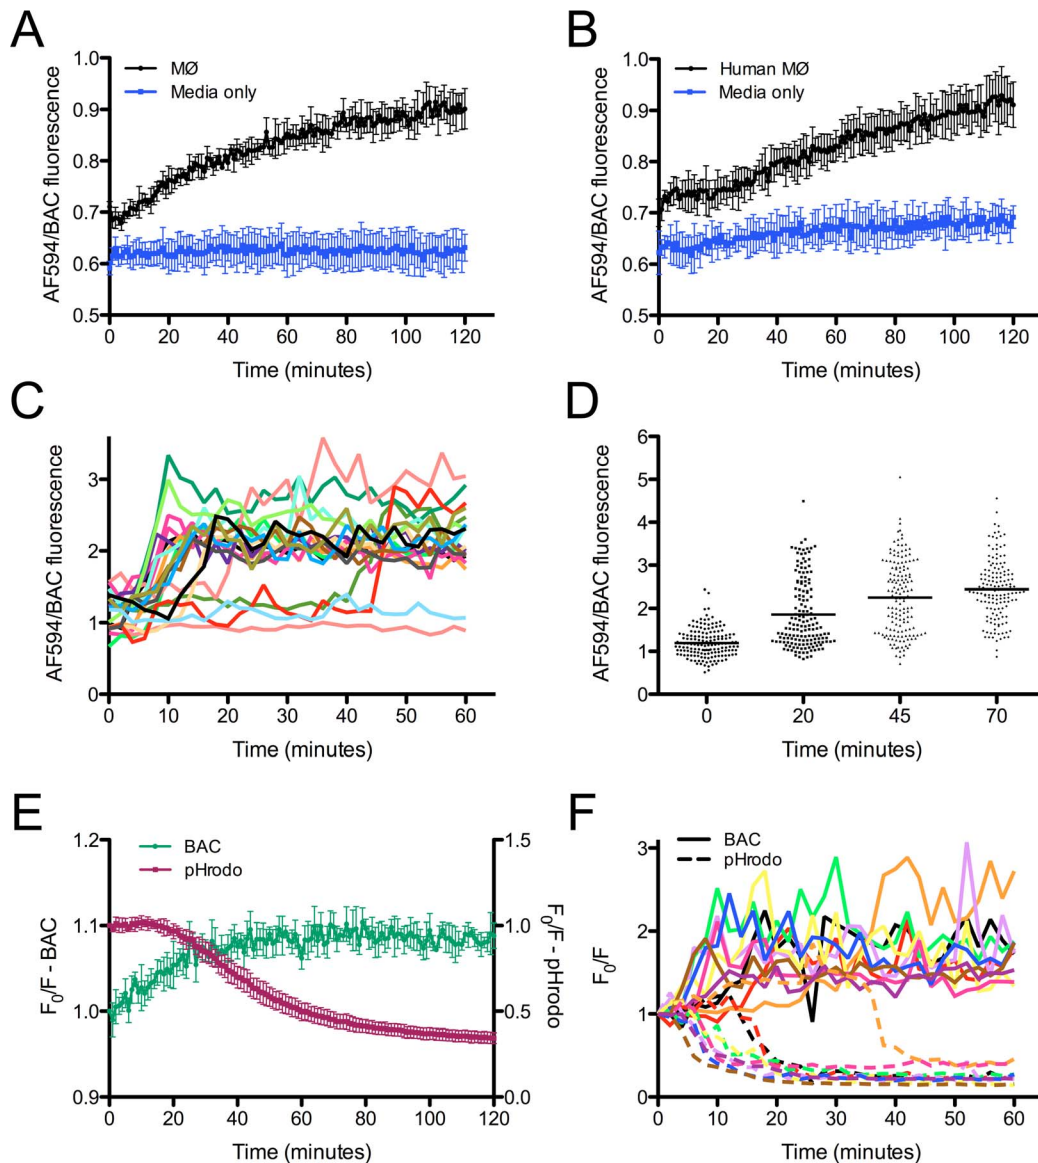 A
AF594/BAC fluorescence
1.0
0.9
0.8
0.7
0.6
0.5
MØ
Media only
0 20 40 60 80 100 120
Time (minutes)
B
AF594/BAC fluorescence
1.0
0.9
0.8
0.7
0.6
0.5
Human MØ
Media only
0 20 40 60 80 100 120
Time (minutes)
C
AF594/BAC fluorescence
3
2
1
0
0 10 20 30 40 50 60
Time (minutes)
D
AF594/BAC fluorescence
6
5
4
3
2
1
0
0 20 45 70
Time (minutes)
E
F0/F - BAC
1.2
1.1
1.0
0.9
BAC
pHrodo
1.5
1.0
0.5
0.0
F0/F - pHrodo
0 20 40 60 80 100 120
Time (minutes)
F
F0/F
3
2
1
0
BAC
pHrodo
0 10 20 30 40 50 60
Time (minutes)